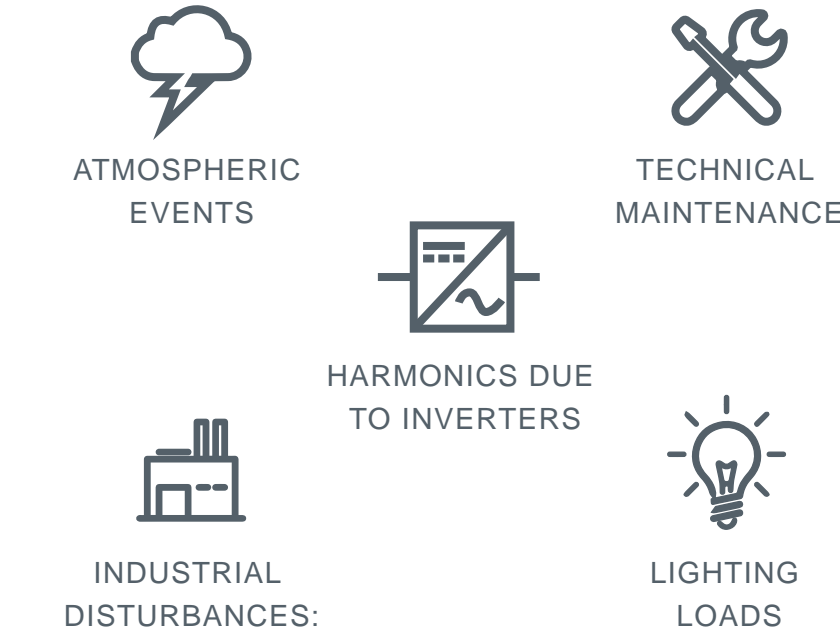 ATMOSPHERIC
EVENTS
TECHNICAL
MAINTENANCE
HARMONICS DUE
TO INVERTERS
INDUSTRIAL
DISTURBANCES:
LIGHTING
LOADS